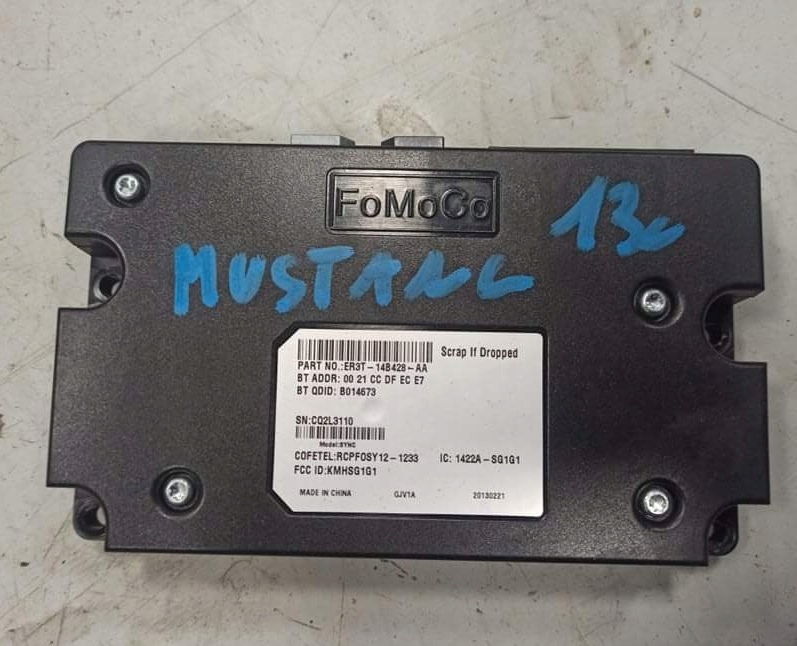 FoMoCo
13r
MUSTANG
Scrap If Dropped
PART NO.:ER3T-14B428-AA
BT ADDR: 00 21 CC DF EC E7
BT QDID: B014673
SN:CQ2L3110
Model:SYNC
COFETEL:RCPFOSY12-1233 IC: 1422A-SG1G1
FCC ID:KMHSG1G1
MADE IN CHINA GJV1A 20130221